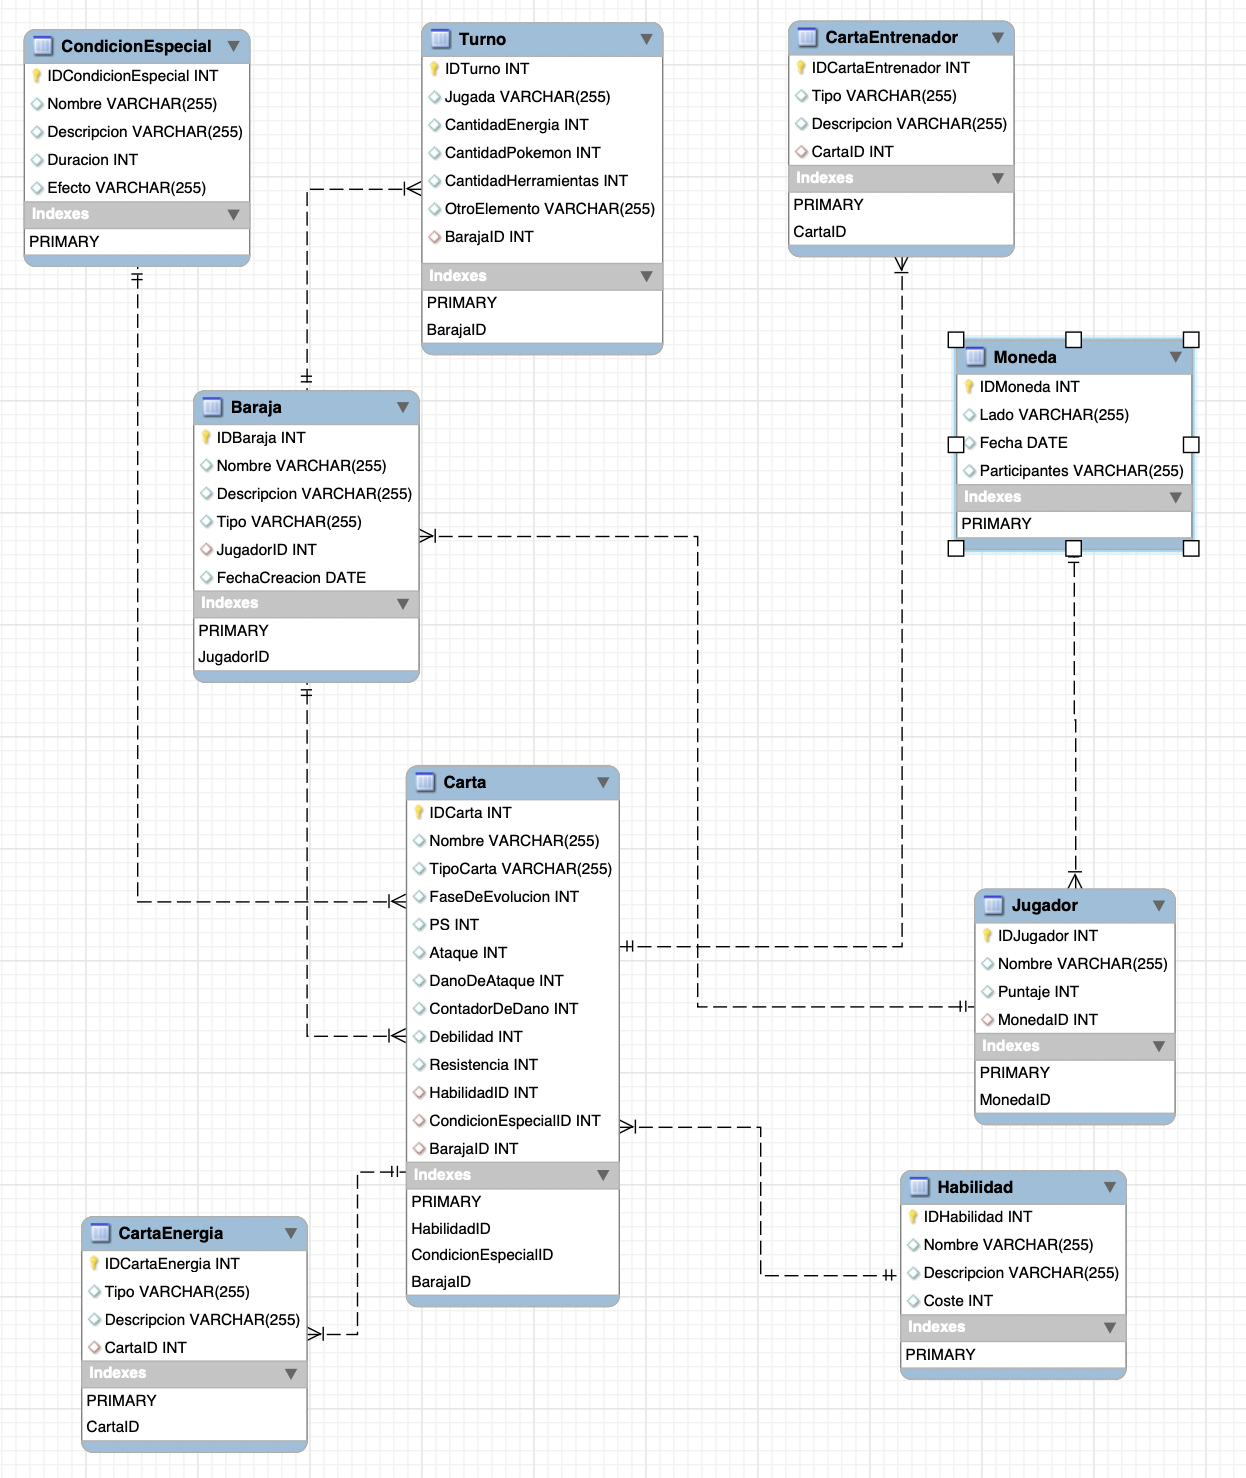 CondicionEspecial
IDCondicionEspecial INT
Nombre VARCHAR(255)
Descripcion VARCHAR(255)
Duracion INT
Efecto VARCHAR(255)
Indexes
PRIMARY
Turno
IDTurno INT
Jugada VARCHAR(255)
CantidadEnergia INT
CantidadPokemon INT
CantidadHerramientas INT
OtroElemento VARCHAR(255)
BarajaID INT
Indexes
PRIMARY
BarajaID
CartaEntrenador
IDCartaEntrenador INT
Tipo VARCHAR(255)
Descripcion VARCHAR(255)
CartaID INT
Indexes
PRIMARY
CartaID
Moneda
IDMoneda INT
Lado VARCHAR(255)
Fecha DATE
Participantes VARCHAR(255)
Indexes
PRIMARY
Baraja
IDBaraja INT
Nombre VARCHAR(255)
Descripcion VARCHAR(255)
Tipo VARCHAR(255)
JugadorID INT
FechaCreacion DATE
Indexes
PRIMARY
JugadorID
Carta
IDCarta INT
Nombre VARCHAR(255)
TipoCarta VARCHAR(255)
FaseDeEvolucion INT
PS INT
Ataque INT
DanoDeAtaque INT
ContadorDeDano INT
Debilidad INT
Resistencia INT
HabilidadID INT
CondicionEspecialID INT
BarajaID INT
Indexes
PRIMARY
HabilidadID
CondicionEspecialID
BarajaID
Jugador
IDJugador INT
Nombre VARCHAR(255)
Puntaje INT
MonedaID INT
Indexes
PRIMARY
MonedaID
Habilidad
IDHabilidad INT
Nombre VARCHAR(255)
Descripcion VARCHAR(255)
Coste INT
Indexes
PRIMARY
CartaEnergia
IDCartaEnergia INT
Tipo VARCHAR(255)
Descripcion VARCHAR(255)
CartaID INT
Indexes
PRIMARY
CartaID